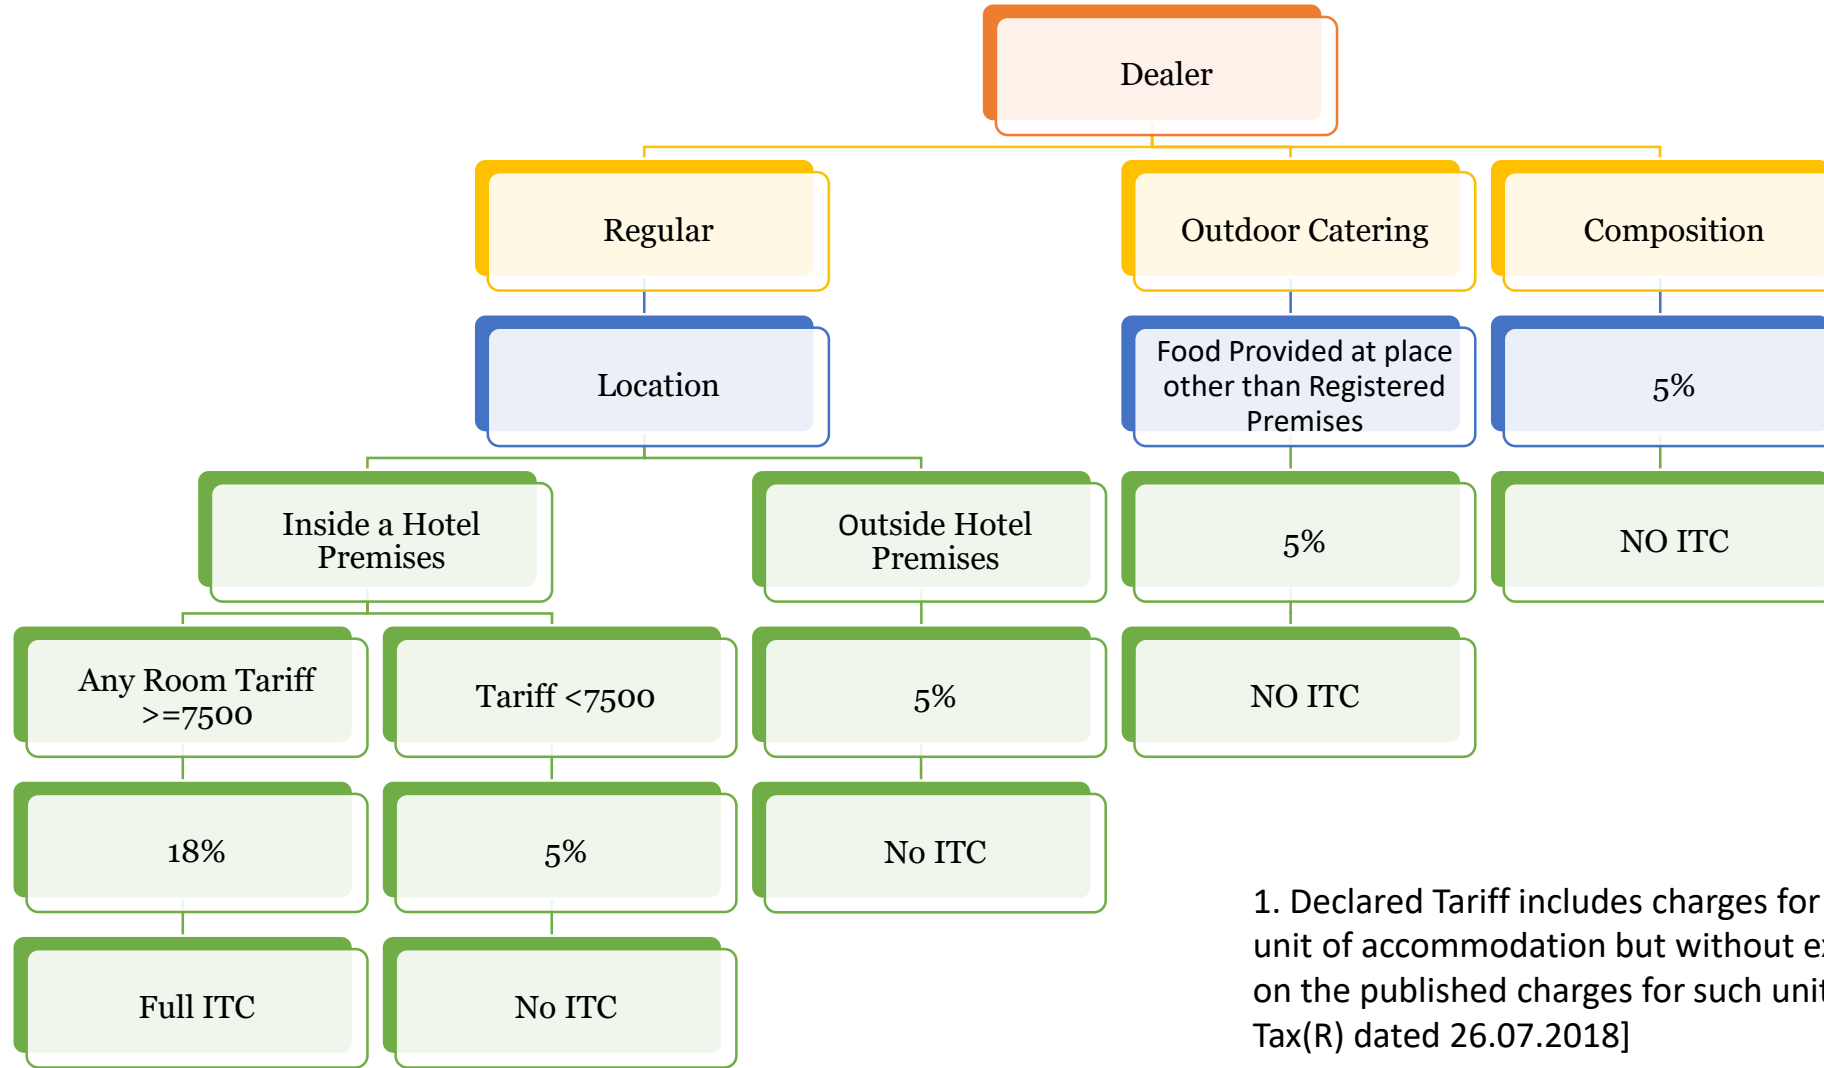 Dealer
Regular
Outdoor Catering
Composition
Location
Food Provided at place
other than Registered
Premises
5%
Inside a Hotel
Premises
Outside Hotel
Premises
5%
NO ITC
Any Room Tariff
>=7500
Tariff <7500
5%
NO ITC
18%
5%
No ITC
Full ITC
No ITC
1. Declared Tariff includes charges for
unit of accommodation but without
on the published charges for such
Tax(R) dated 26.07.2018]